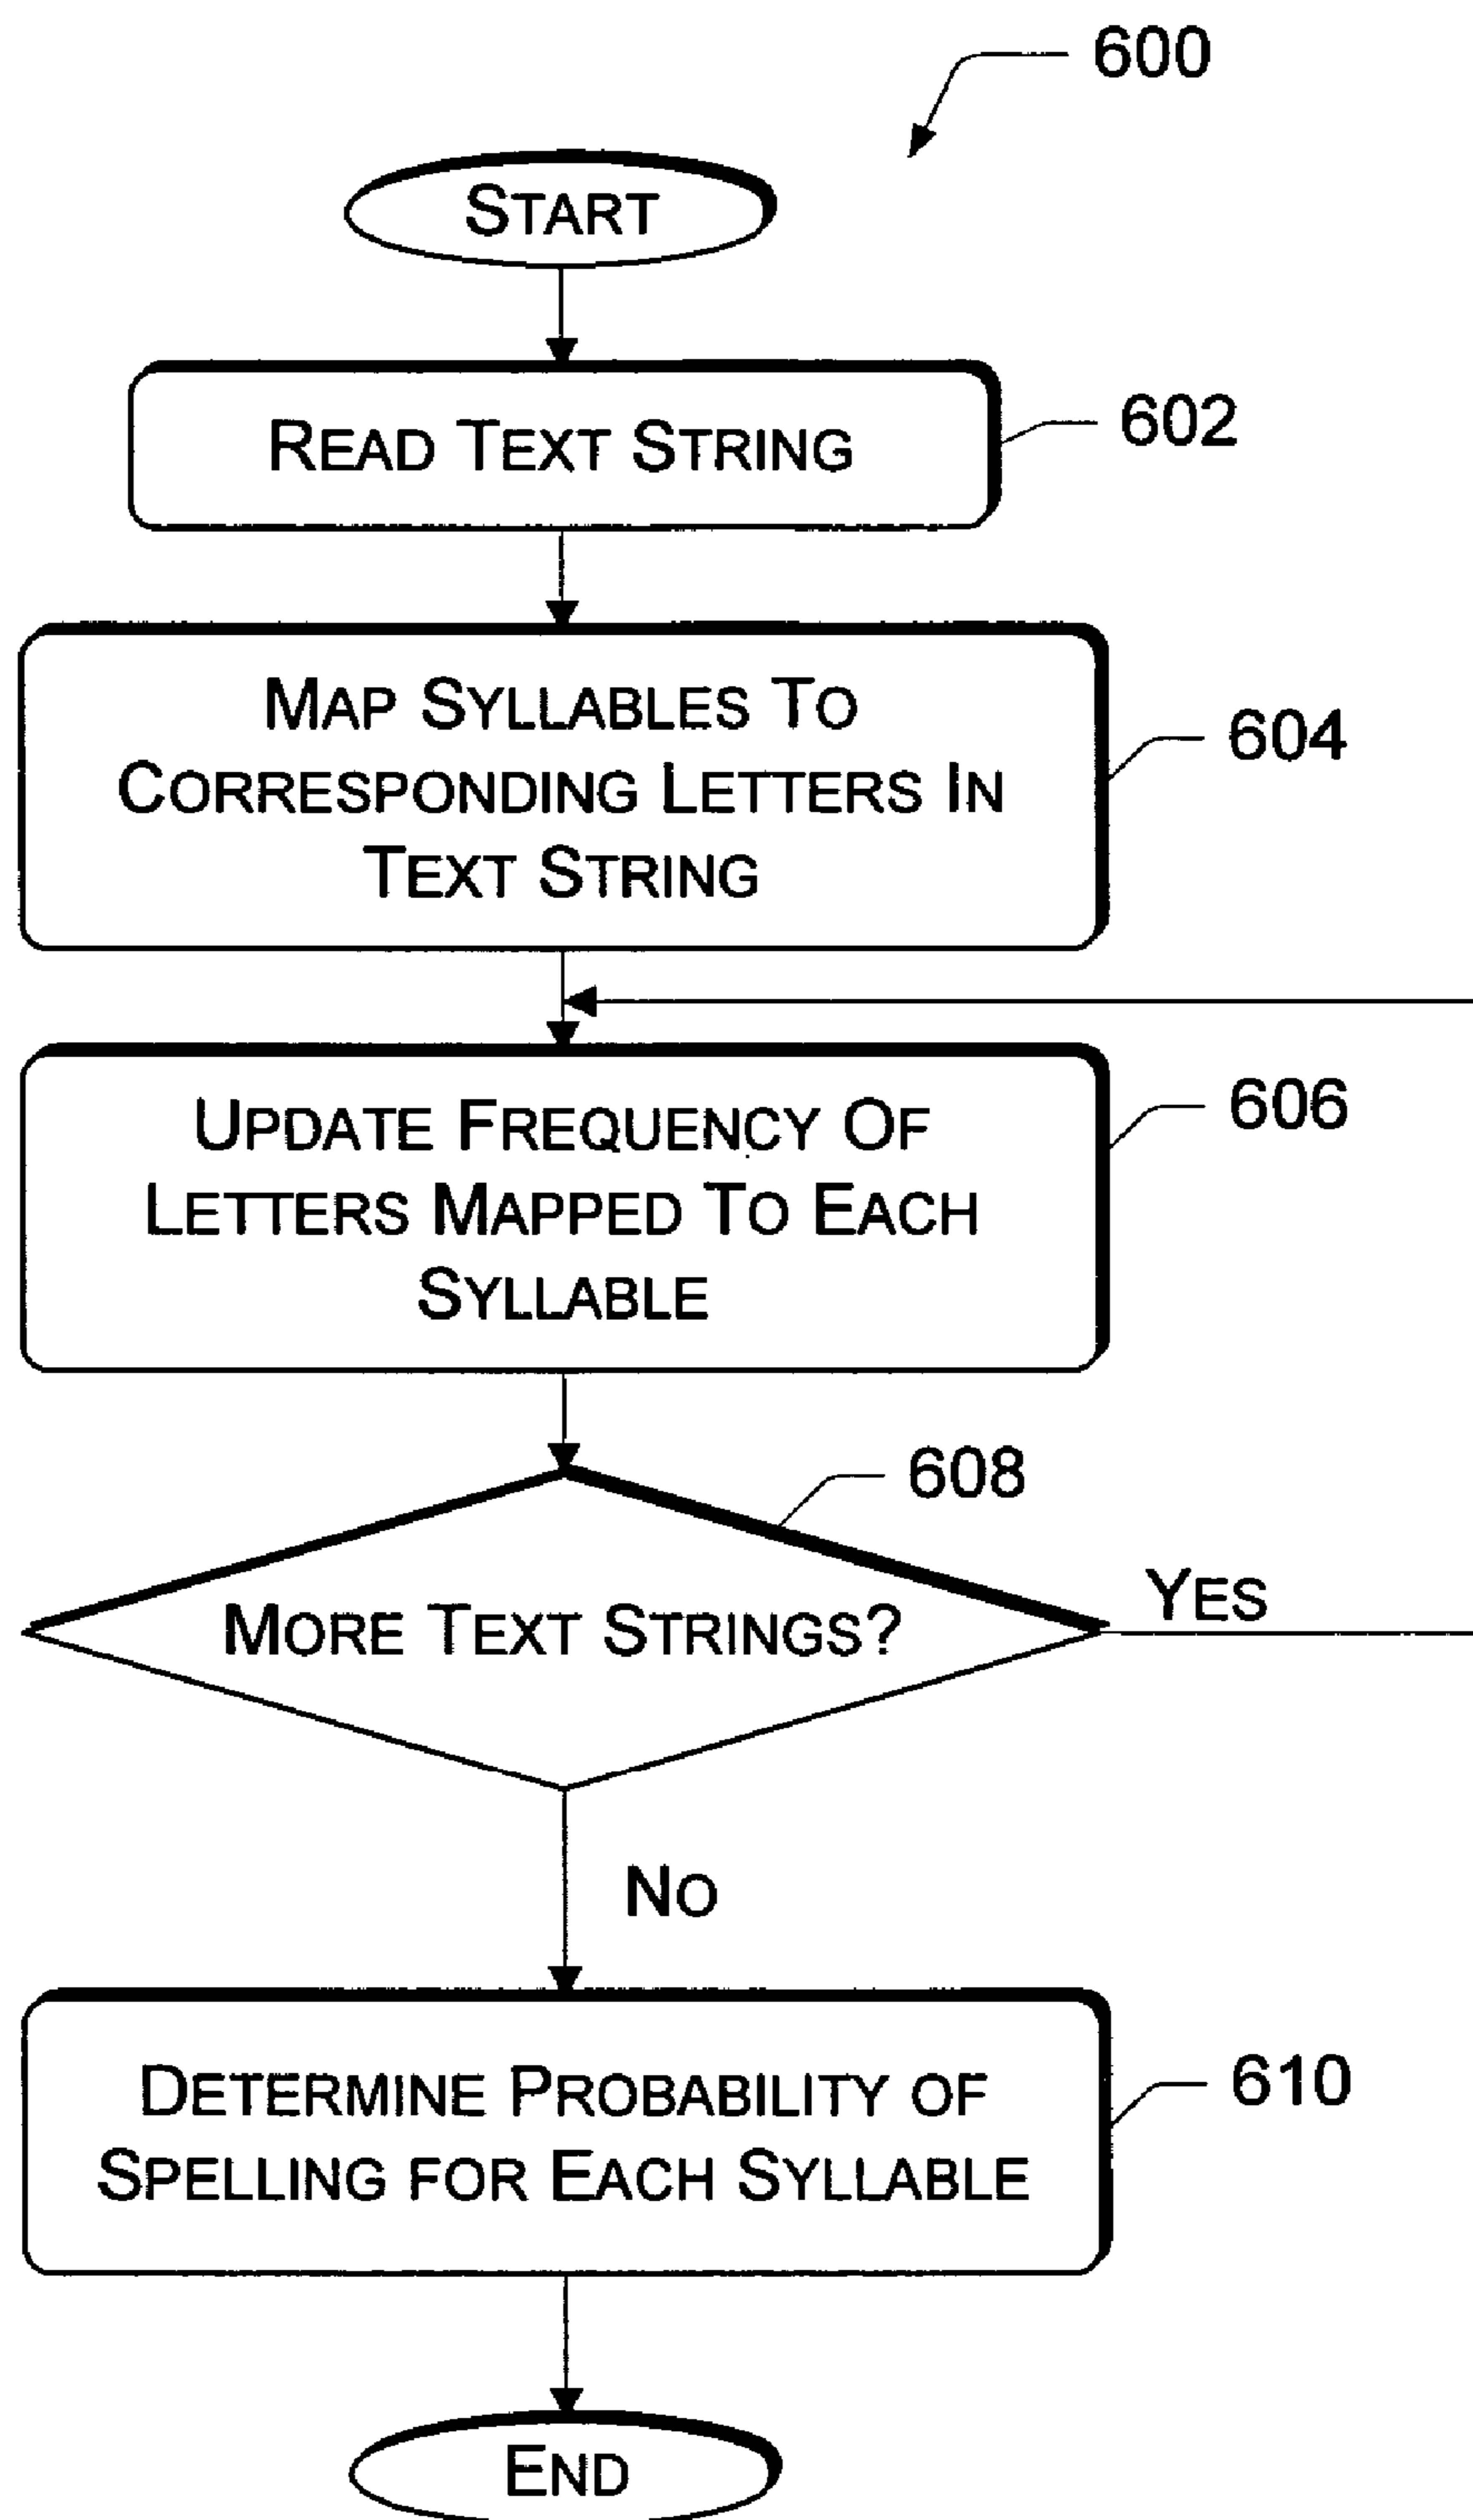 600
START
READ TEXT STRING
602
MAP SYLLABLES TO
CORRESPONDING LETTERS IN
TEXT STRING
604
UPDATE FREQUENCY OF
LETTERS MAPPED TO EACH
SYLLABLE
606
608
MORE TEXT STRINGS?
YES
NO
DETERMINE PROBABILITY OF
SPELLING FOR EACH SYLLABLE
610
END